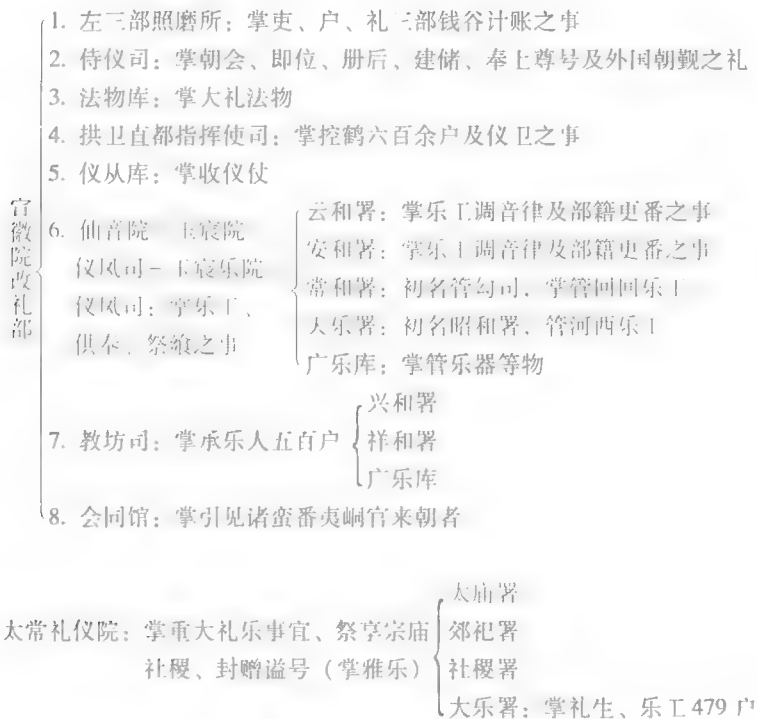 1. 左三部照磨所：掌吏、户、礼三部钱谷计账之事
2. 侍仪司：掌朝会、即位、册后、建储、奉上尊号及外国朝觐之礼
3. 法物库：掌大礼法物
4. 拱卫直都指挥使司：掌控鹤六百余户及仪卫之事
5. 仪从库：掌收仪仗
宣徽院改礼部
6. 仙音院－玉宸院
仪凤司－玉宸乐院
仪凤司：掌乐工、
供奉、祭飨之事
云和署：掌乐工调音律及部籍更番之事
安和署：掌乐工调音律及部籍更番之事
常和署：初名管勾司，掌管回回乐工
天乐署：初名昭和署，管河西乐工
广乐库：掌管乐器等物
7. 教坊司：掌承乐人五百户
兴和署
祥和署
广乐库
8. 会同馆：掌引见诸蛮番夷峒官来朝者
太常礼仪院：掌重大礼乐事宜、祭享宗庙
社稷、封赠谥号（掌雅乐）
太庙署
郊祀署
社稷署
大乐署：掌礼生、乐工479户